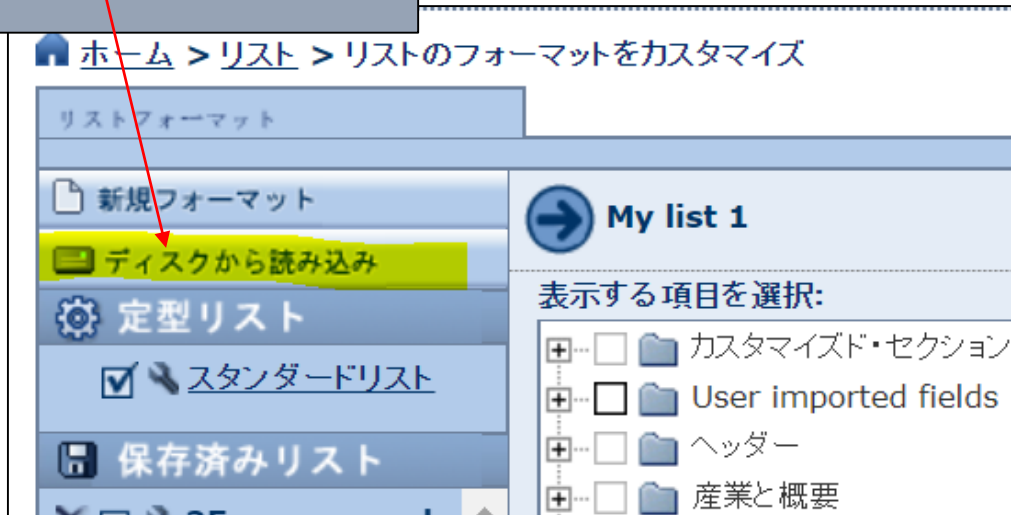 ホーム > リスト > リストのフォーマットをカスタマイズ
リストフォーマット
新規フォーマット
ディスクから読み込み
定型リスト
スタンダードリスト
保存済みリスト
My list 1
表示する項目を選択:
カスタマイズド・セクション
User imported fields
ヘッダー
産業と概要